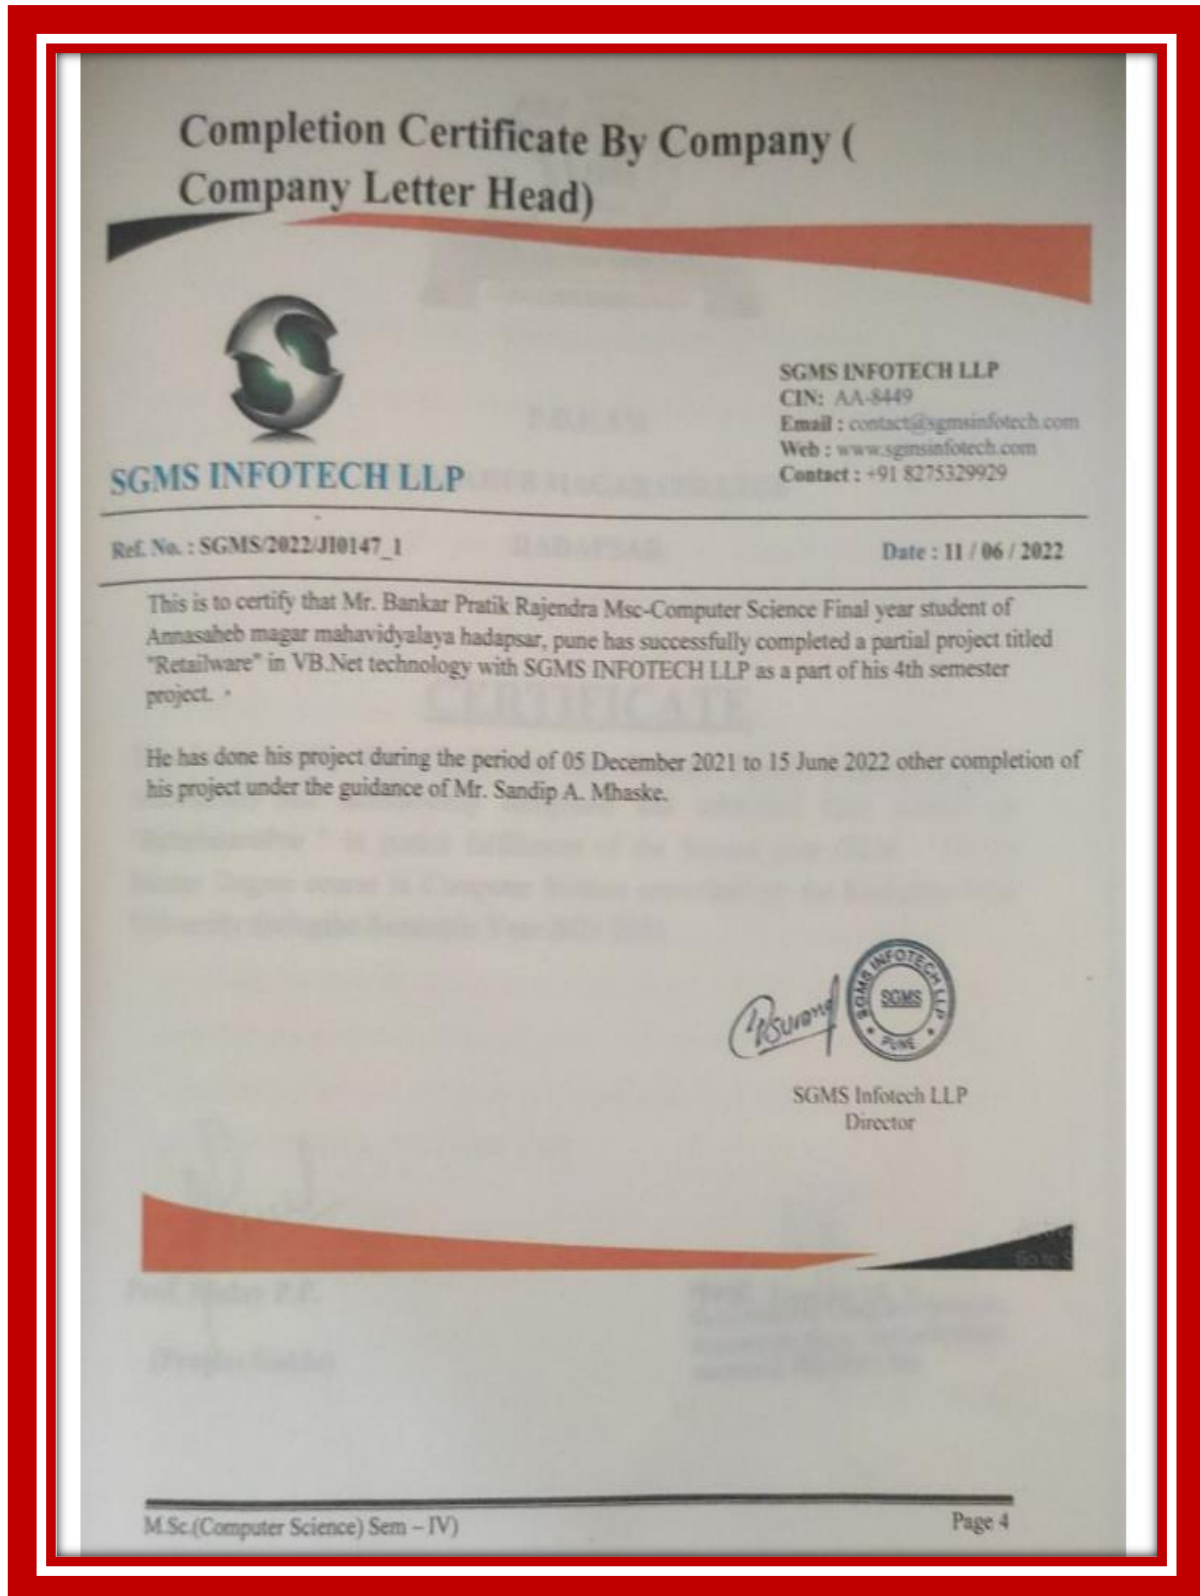 Completion Certificate By Company (
Company Letter Head)
SGMS INFOTECH LLP
SGMS INFOTECH LLP
CIN: AA-8449
Email : contact@sgmsinfotech.com
Web : www.sgmsinfotech.com
Contact : +91 8275329929
Ref. No. : SGMS/2022/JI0147_1
Date : 11 / 06 / 2022
This is to certify that Mr. Bankar Pratik Rajendra Msc-Computer Science Final year student of
Annasaheb magar mahavidyalaya hadapsar, pune has successfully completed a partial project titled
"Retailware" in VB.Net technology with SGMS INFOTECH LLP as a part of his 4th semester
project.
CERTIFICATE
He has done his project during the period of 05 December 2021 to 15 June 2022 other completion of
his project under the guidance of Mr. Sandip A. Mhaske.
SGMS INFOTECH LLP
SGMS
PUNE
SGMS Infotech LLP
Director
M.Sc.(Computer Science) Sem – IV)
Page 4